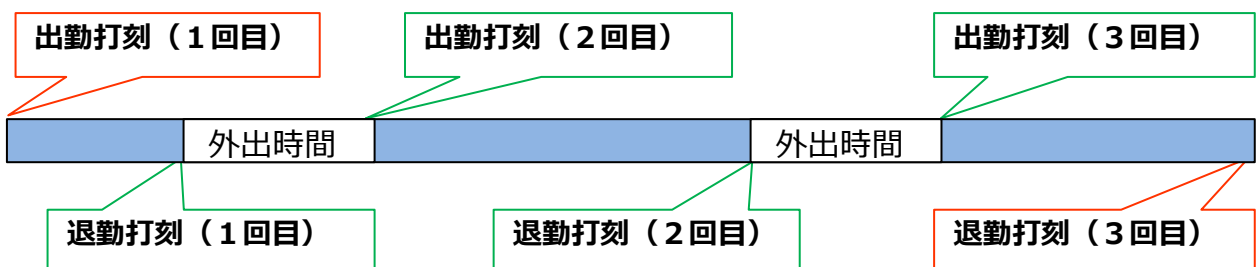 出勤打刻（１回目）
出勤打刻（２回目）
出勤打刻（３回目）
外出時間
外出時間
退勤打刻（１回目）
退勤打刻（２回目）
退勤打刻（３回目）